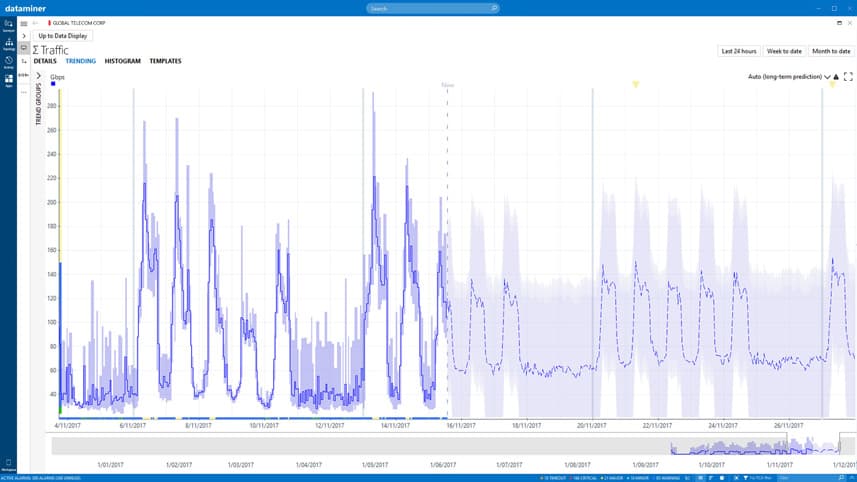 dataminer
Search
GLOBAL TELECOM CORP
Surveyor
Up to Data Display
Topology
Σ Traffic
Last 24 hours
Week to date
Month to date
Activity
DETAILS
TRENDING
HISTOGRAM
TEMPLATES
Apps
Gbps
Auto (long-term prediction)
Now
TREND GROUPS
280
260
240
220
200
180
160
140
120
100
80
60
40
4/11/2017
6/11/2017
8/11/2017
10/11/2017
12/11/2017
14/11/2017
16/11/2017
18/11/2017
20/11/2017
22/11/2017
24/11/2017
26/11/2017
1/01/2017
1/02/2017
1/03/2017
1/04/2017
1/05/2017
1/06/2017
1/07/2017
1/08/2017
1/09/2017
1/10/2017
1/11/2017
1/12/201
Workspace